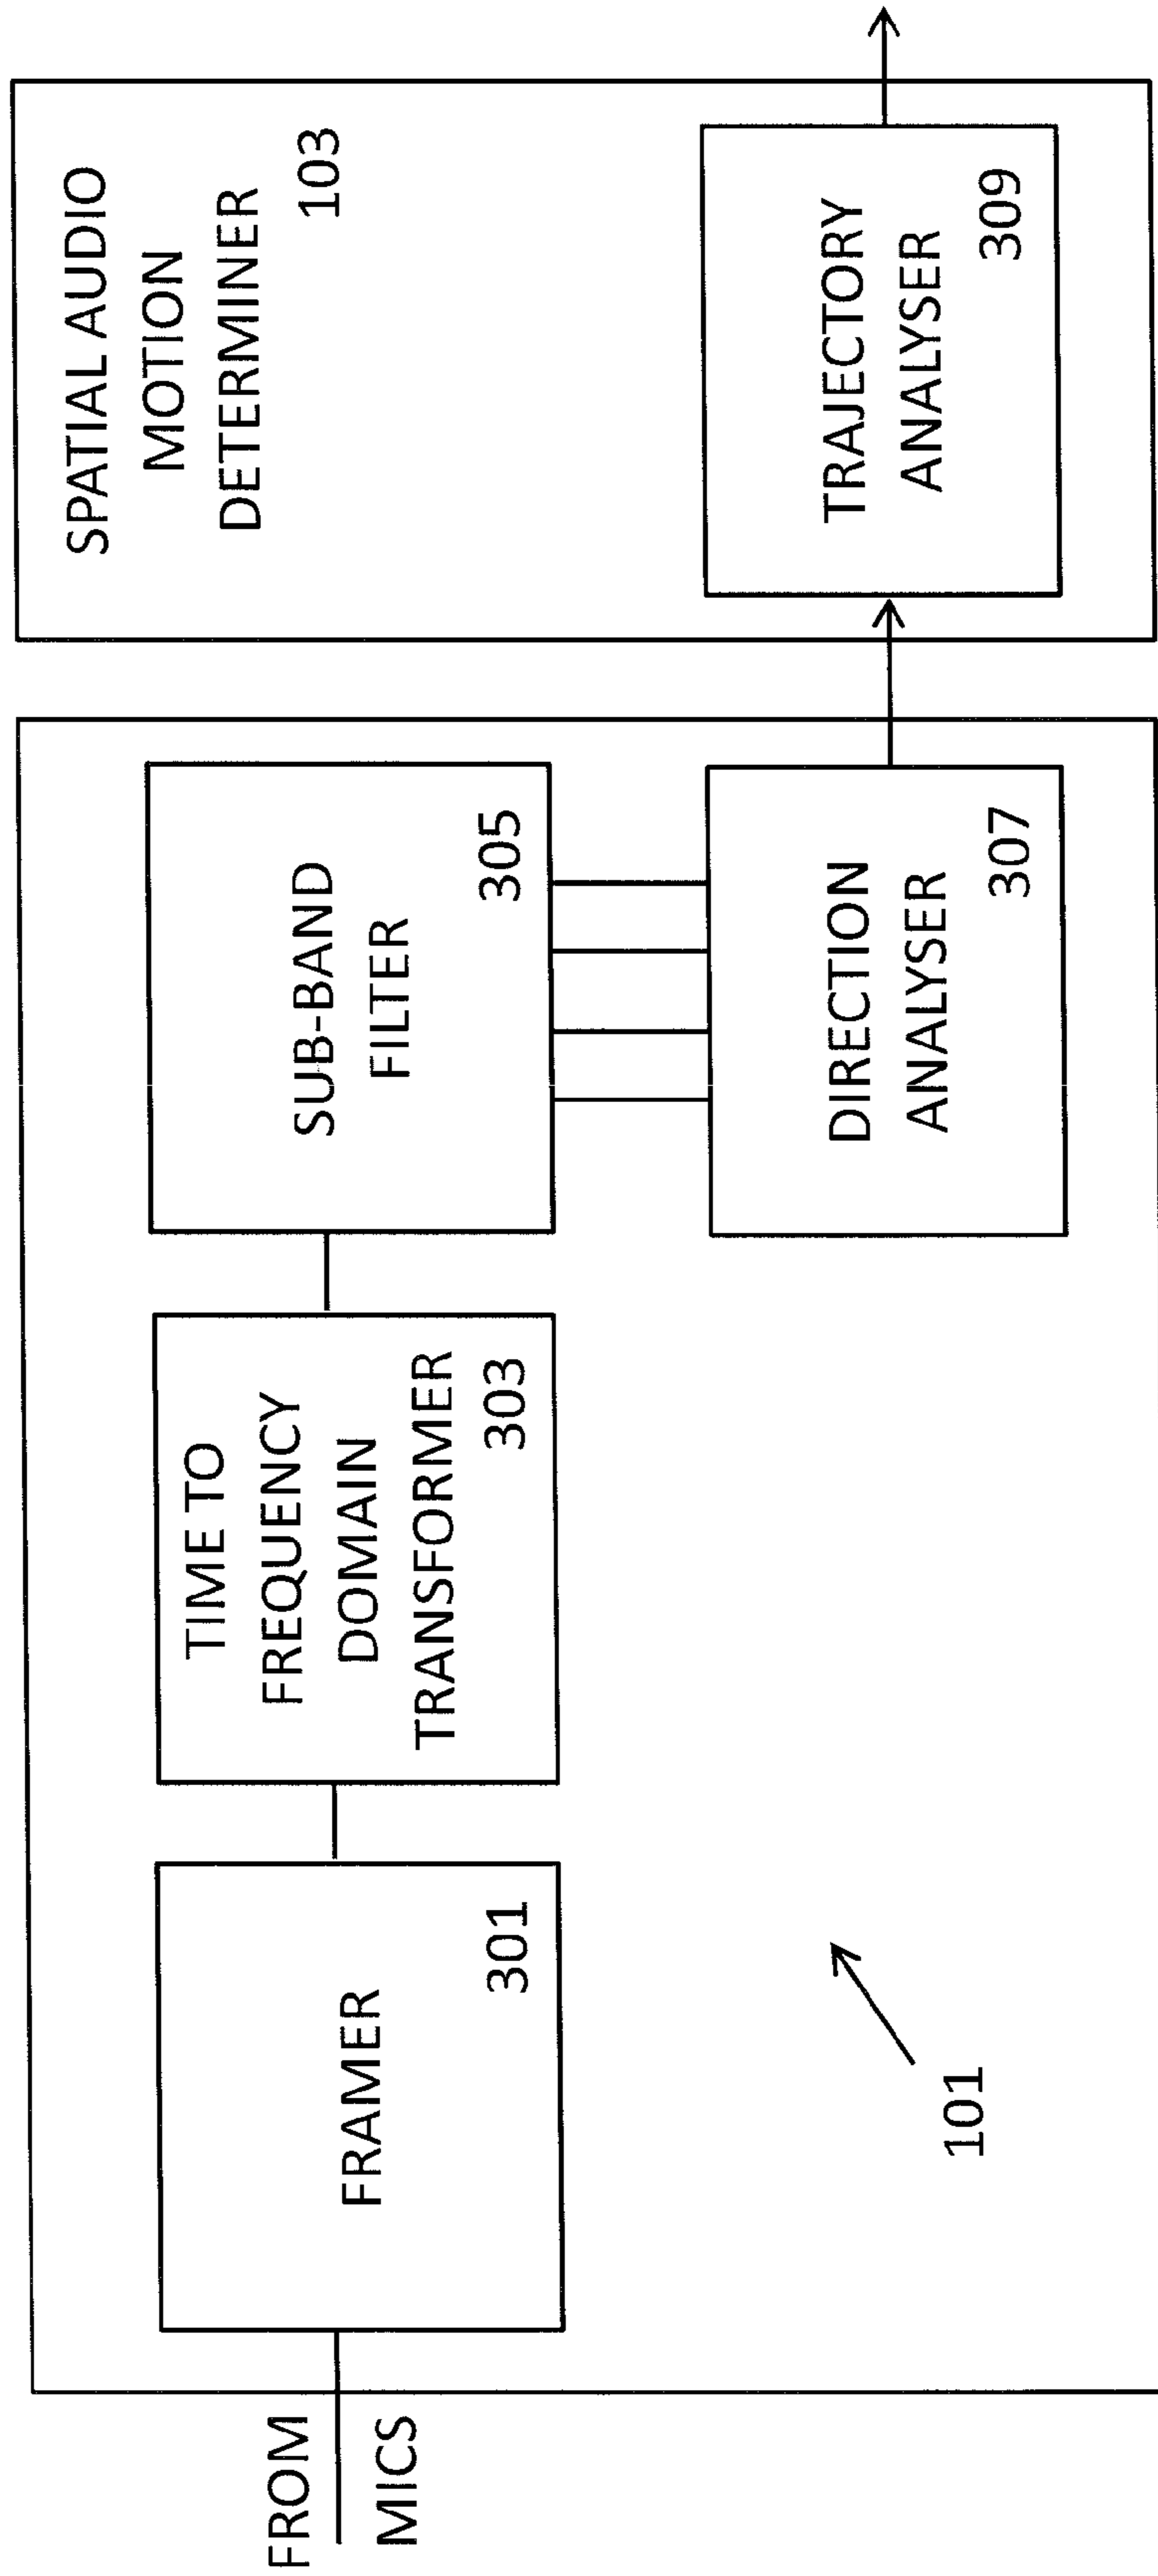 FROM
MICS
FRAMER
301
TIME TO
FREQUENCY
DOMAIN
TRANSFORMER
303
SUB-BAND
FILTER
305
DIRECTION
ANALYSER
307
101
SPATIAL AUDIO
MOTION
DETERMINER
103
TRAJECTORY
ANALYSER
309